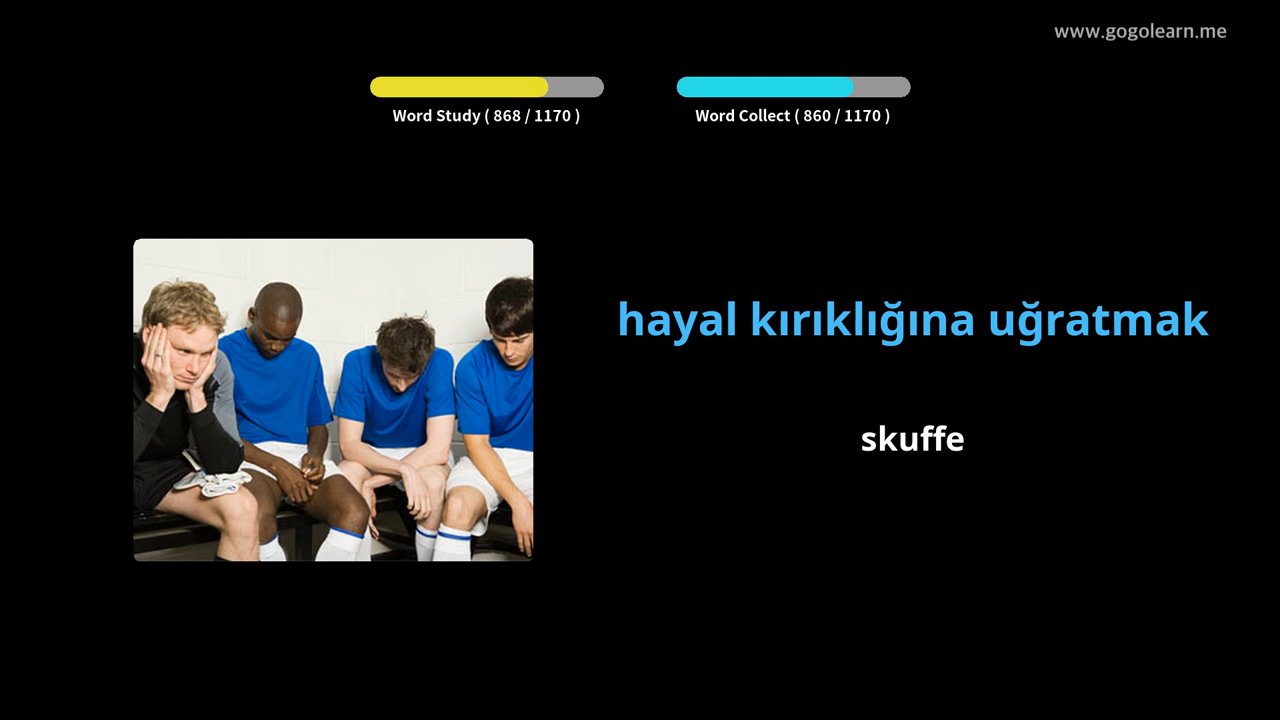 www.gogolearn.me
Word Study ( 868 / 1170 )
Word Collect ( 860 / 1170 )
hayal kırıklığına uğratmak
skuffe